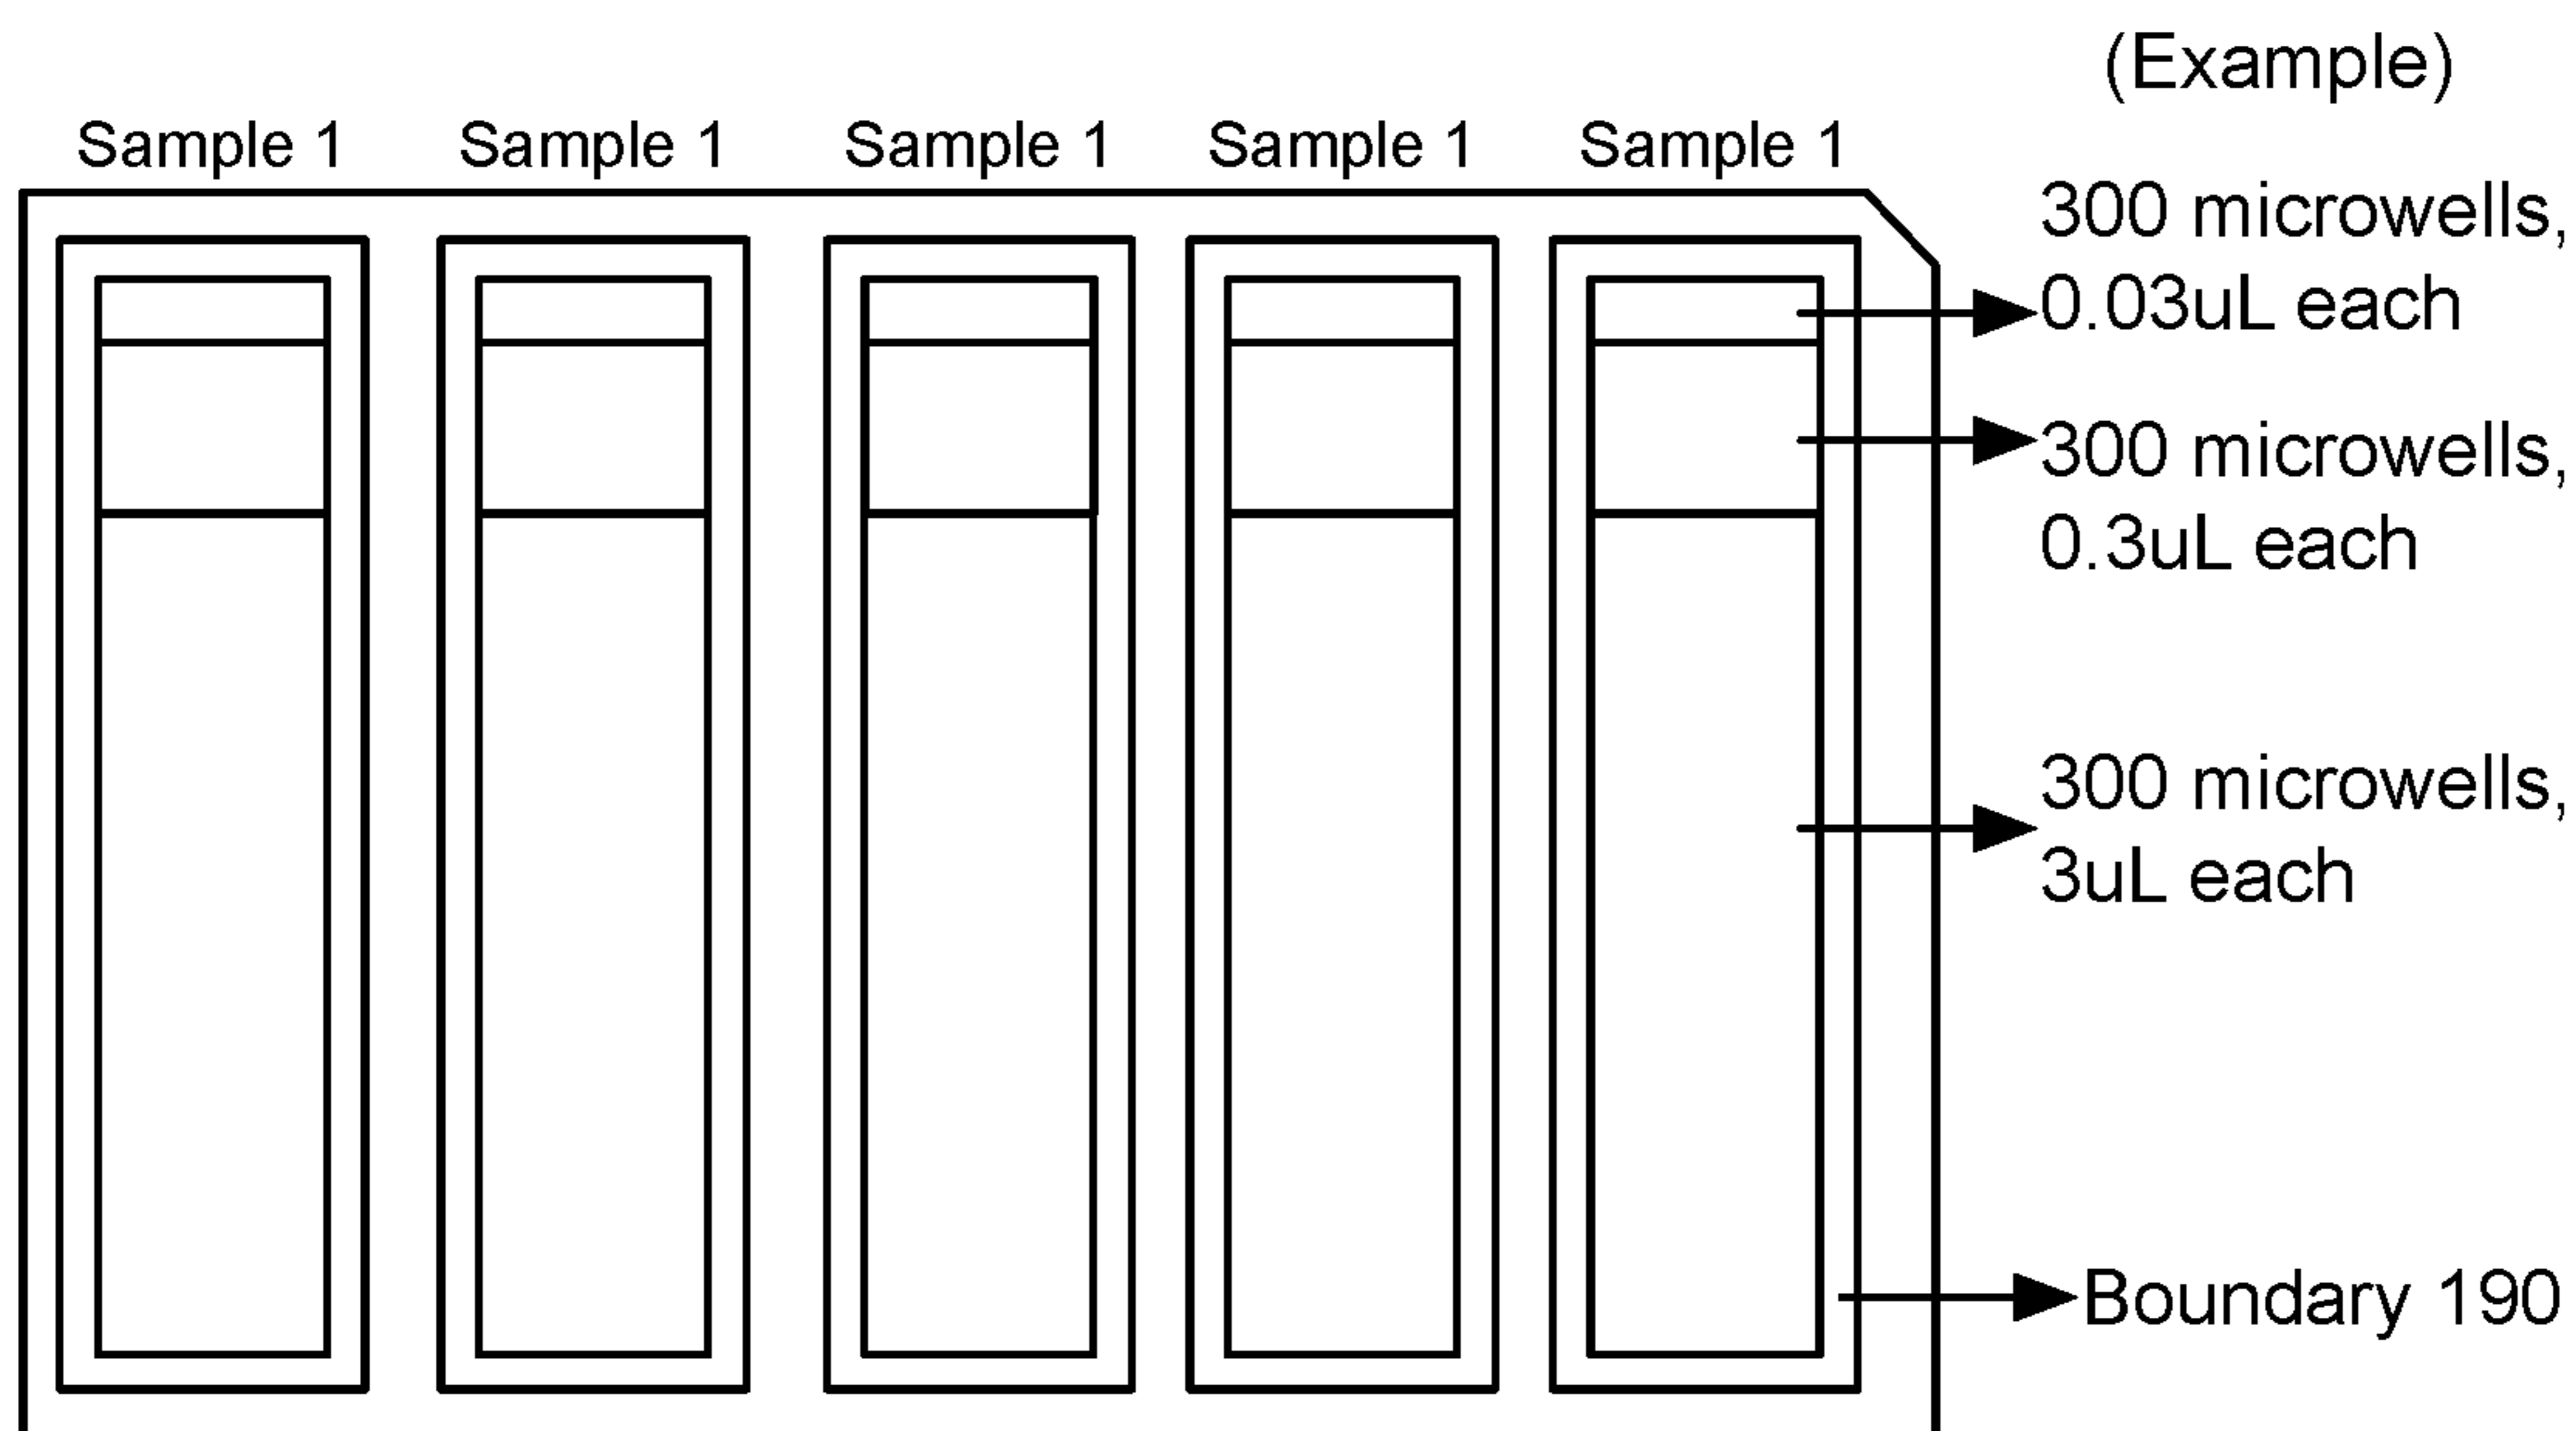 (Example)
Sample 1 Sample 1 Sample 1 Sample 1 Sample 1
300 microwells,
0.03uL each
300 microwells,
0.3uL each
300 microwells,
3uL each
Boundary 190